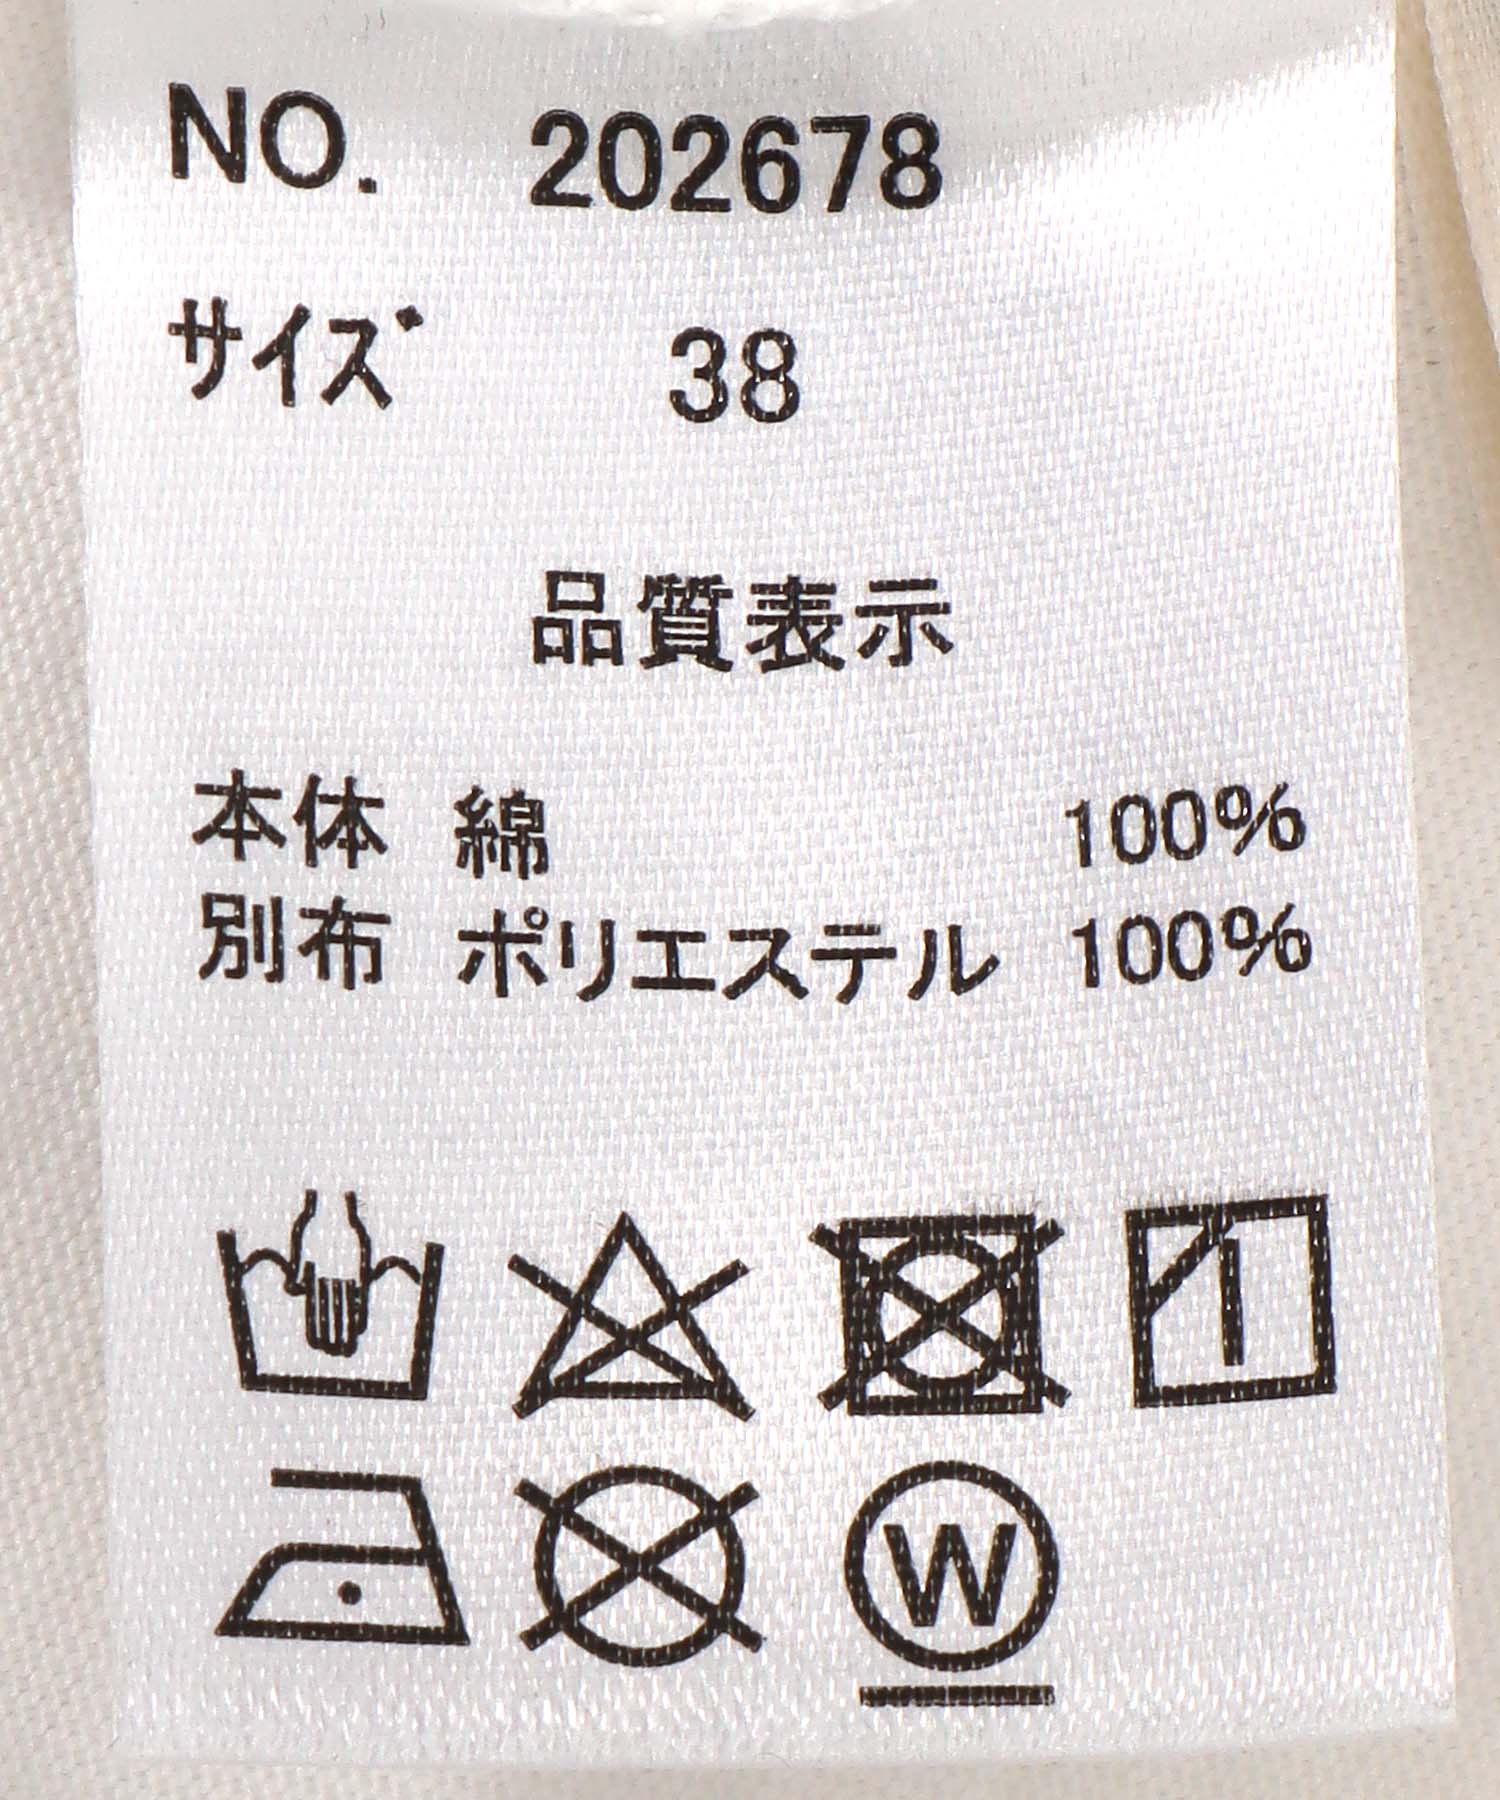 NO. 202678
サイズ 38
品質表示
本体 綿 100%
別布 ポリエステル 100%
W